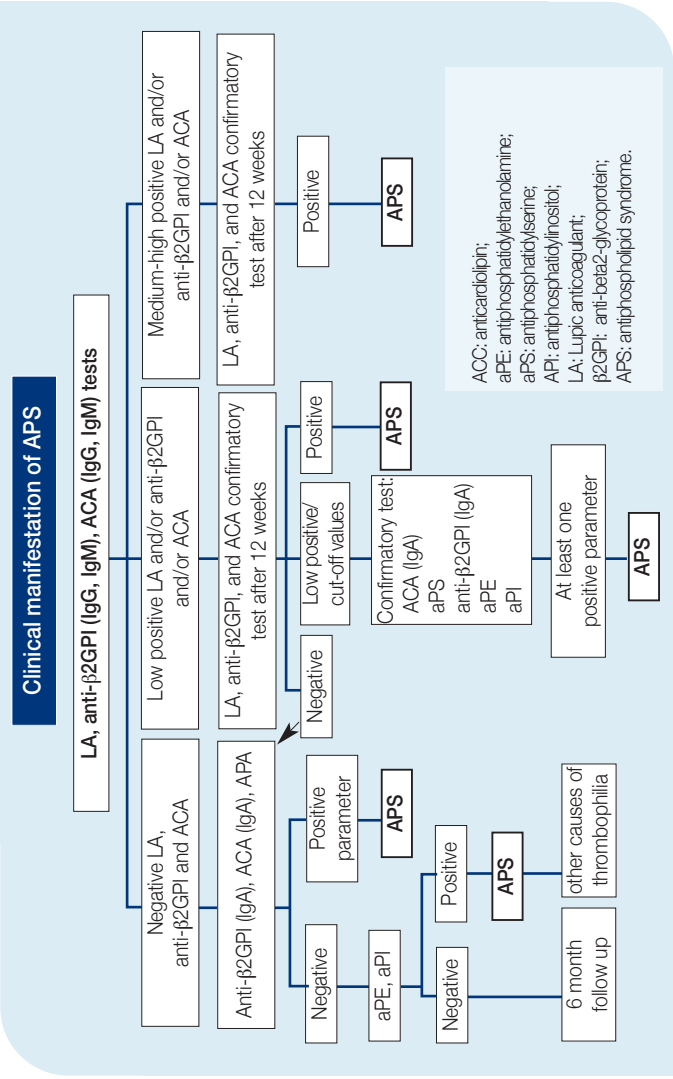 Clinical manifestation of APS
LA, anti-β2GPI (IgG, IgM), ACA (IgG, IgM) tests
Negative LA,
anti-β2GPI and ACA
Anti-β2GPI (IgA), ACA (IgA), APA
Negative
aPE, aPI
Negative
6 month
follow up
Positive
APS
other causes of
thrombophilia
Positive
parameter
APS
Low positive LA and/or anti-β2GPI
and/or ACA
LA, anti-β2GPI, and ACA confirmatory
test after 12 weeks
Negative
Low positive/
cut-off values
Confirmatory test:
ACA (IgA)
aPS
anti-β2GPI (IgA)
aPE
aPI
At least one
positive parameter
APS
Positive
APS
Medium-high positive LA and/or
anti-β2GPI and/or ACA
LA, anti-β2GPI, and ACA confirmatory
test after 12 weeks
Positive
APS
ACC: anticardiolipin;
aPE: antiphosphatidylethanolamine;
aPS: antiphosphatidylserine;
API: antiphosphatidylinositol;
LA: Lupic anticoagulant;
β2GPI: anti-beta2-glycoprotein;
APS: antiphospholipid syndrome.